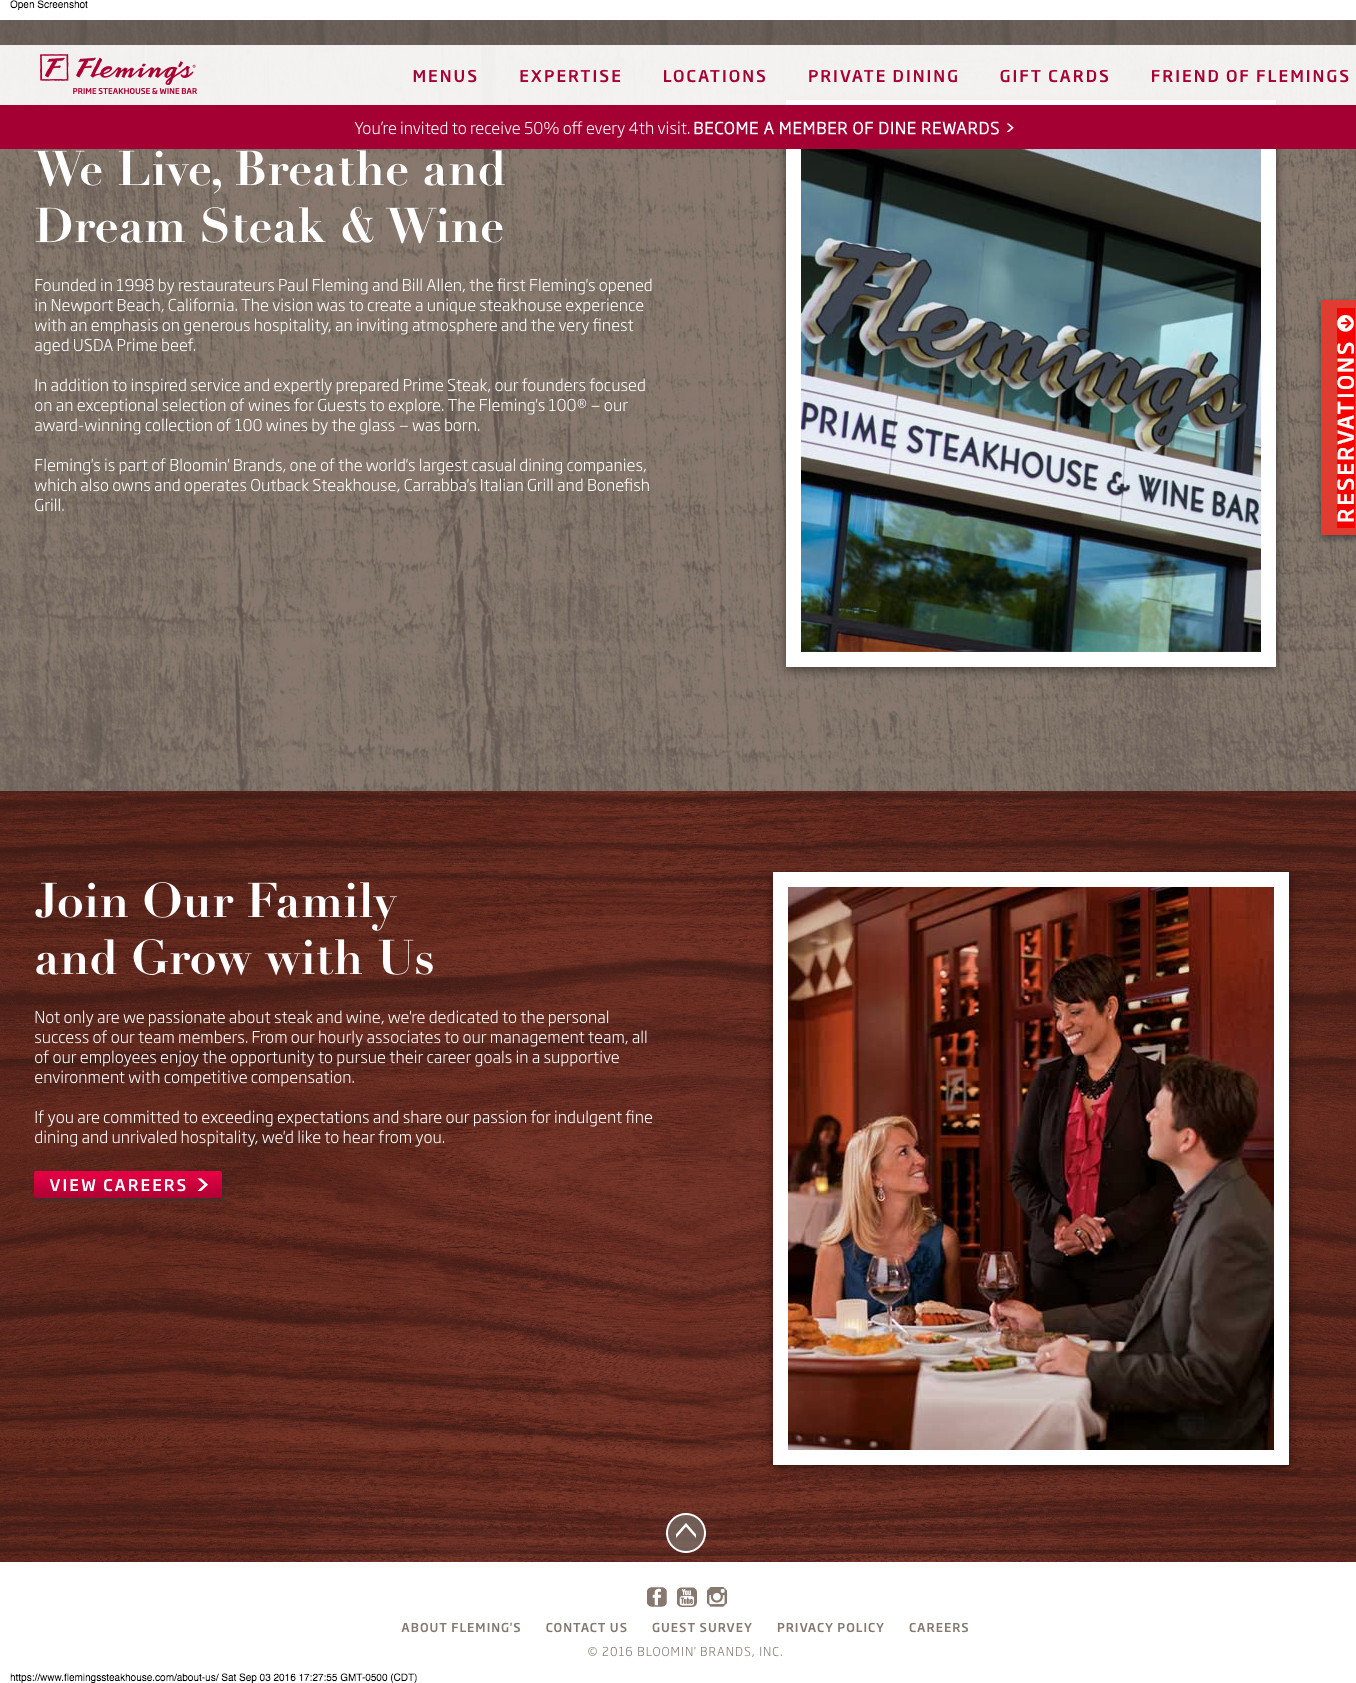 Open Screenshot
F Fleming's
PRIME STEAKHOUSE & WINE BAR
MENUS EXPERTISE LOCATIONS PRIVATE DINING GIFT CARDS FRIEND OF FLEMINGS
You're invited to receive 50% off every 4th visit. BECOME A MEMBER OF DINE REWARDS >
We Live, Breathe and
Dream Steak & Wine
Founded in 1998 by restaurateurs Paul Fleming and Bill Allen, the first Fleming's opened
in Newport Beach, California. The vision was to create a unique steakhouse experience
with an emphasis on generous hospitality, an inviting atmosphere and the very finest
aged USDA Prime beef.
In addition to inspired service and expertly prepared Prime Steak, our founders focused
on an exceptional selection of wines for Guests to explore. The Fleming's 100® – our
award-winning collection of 100 wines by the glass – was born.
Fleming's is part of Bloomin' Brands, one of the world's largest casual dining companies,
which also owns and operates Outback Steakhouse, Carrabba's Italian Grill and Bonefish
Grill.
Fleming's
PRIME STEAKHOUSE & WINE BAR
RESERVATIONS
Join Our Family
and Grow with Us
Not only are we passionate about steak and wine, we're dedicated to the personal
success of our team members. From our hourly associates to our management team, all
of our employees enjoy the opportunity to pursue their career goals in a supportive
environment with competitive compensation.
If you are committed to exceeding expectations and share our passion for indulgent fine
dining and unrivaled hospitality, we'd like to hear from you.
VIEW CAREERS >
You Tube
ABOUT FLEMING'S CONTACT US GUEST SURVEY PRIVACY POLICY CAREERS
© 2016 BLOOMIN' BRANDS, INC.
https://www.flemingssteakhouse.com/about-us/ Sat Sep 03 2016 17:27:55 GMT-0500 (CDT)